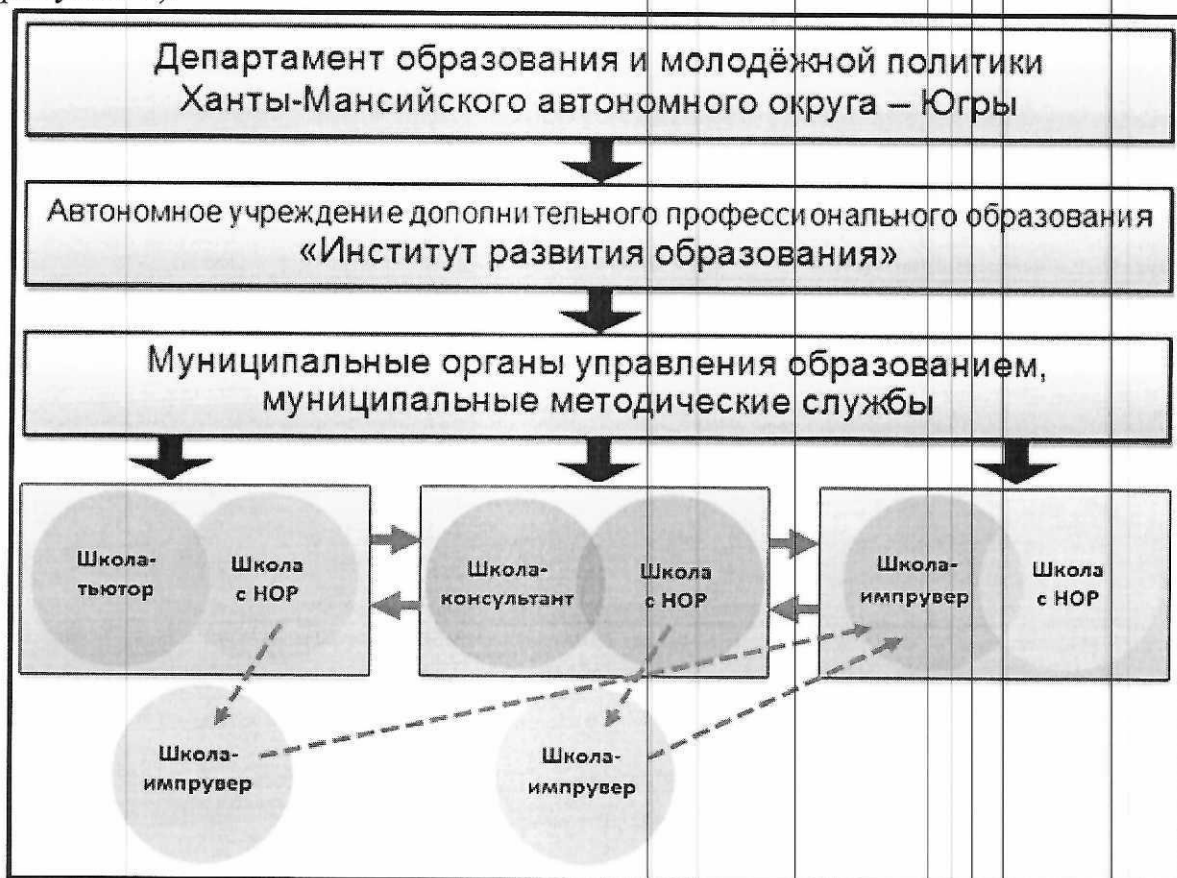 Департамент образования и молодёжной политики
Ханты-Мансийского автономного округа – Югры
Автономное учреждение дополнительного профессионального образования
«Институт развития образования»
Муниципальные органы управления образованием,
муниципальные методические службы
Школа-
тьютор
Школа
с НОР
Школа-
консультант
Школа
с НОР
Школа-
импрувер
Школа
с НОР
Школа-
импрувер
Школа-
импрувер